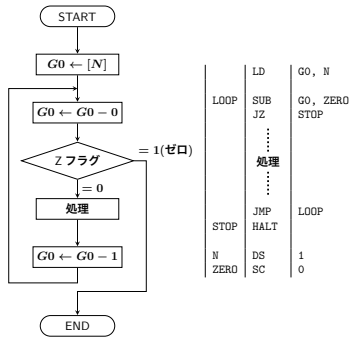 START
G0 ← [N]
G0 ← G0 − 0
Z フラグ
= 1(ゼロ)
= 0
処理
G0 ← G0 − 1
END
LD G0, N
LOOP SUB G0, ZERO
JZ STOP
処理
JMP LOOP
STOP HALT
N DS 1
ZERO SC 0